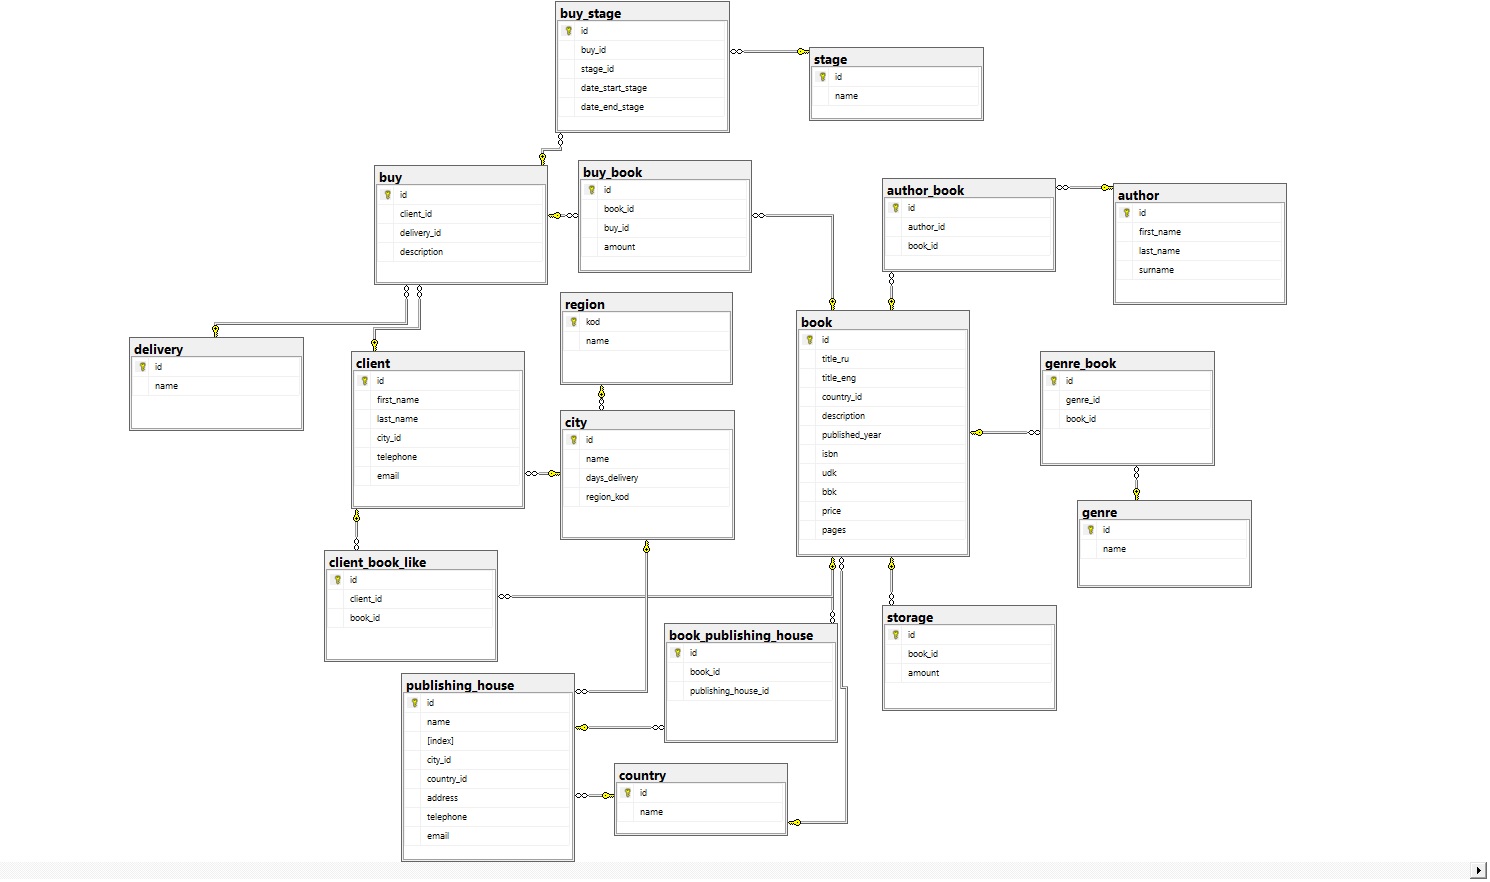 buy_stage
id
buy_id
stage_id
date_start_stage
date_end_stage
stage
id
name
buy
id
client_id
delivery_id
description
buy_book
id
book_id
buy_id
amount
author_book
id
author_id
book_id
author
id
first_name
last_name
surname
region
kod
name
delivery
id
name
client
id
first_name
last_name
city_id
telephone
email
city
id
name
days_delivery
region_kod
book
id
title_ru
title_eng
country_id
description
published_year
isbn
udk
bbk
price
pages
genre_book
id
genre_id
book_id
genre
id
name
client_book_like
id
client_id
book_id
storage
id
book_id
amount
book_publishing_house
id
book_id
publishing_house_id
publishing_house
id
name
[index]
city_id
country_id
address
telephone
email
country
id
name